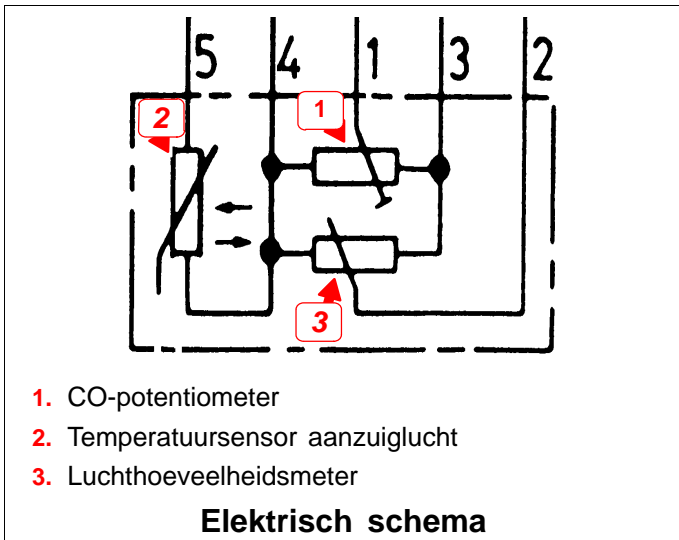 5 4 1 3 2
2 1
3
1. CO-potentiometer
2. Temperatuursensor aanzuiglucht
3. Luchthoeveelheidsmeter
Elektrisch schema